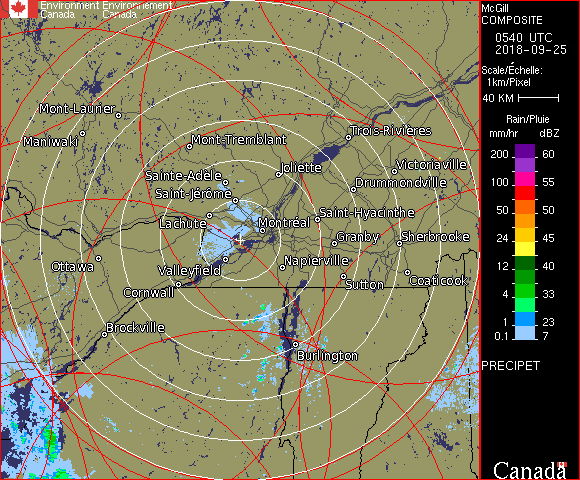 Environment Environnement
Canada Canada
McGill
COMPOSITE
0540 UTC
2018-09-25
Scale/Échelle:
1km/Pixel
40 KM
Rain/Pluie
mm/hr dBZ
200 60
100 55
50 50
24 45
12 40
4 33
1 23
0.1 7
PRECIPET
Canada
Mont-Laurier
Maniwaki
Mont-Tremblant
Trois-Rivières
Sainte-Adèle
Joliette
Victoriaville
Saint-Jérôme
Drummondville
Lachute
Montréal
Saint-Hyacinthe
Granby
Sherbrooke
Ottawa
Valleyfield
Napierville
Cornwall
Sutton
Coaticook
Brockville
Burlington